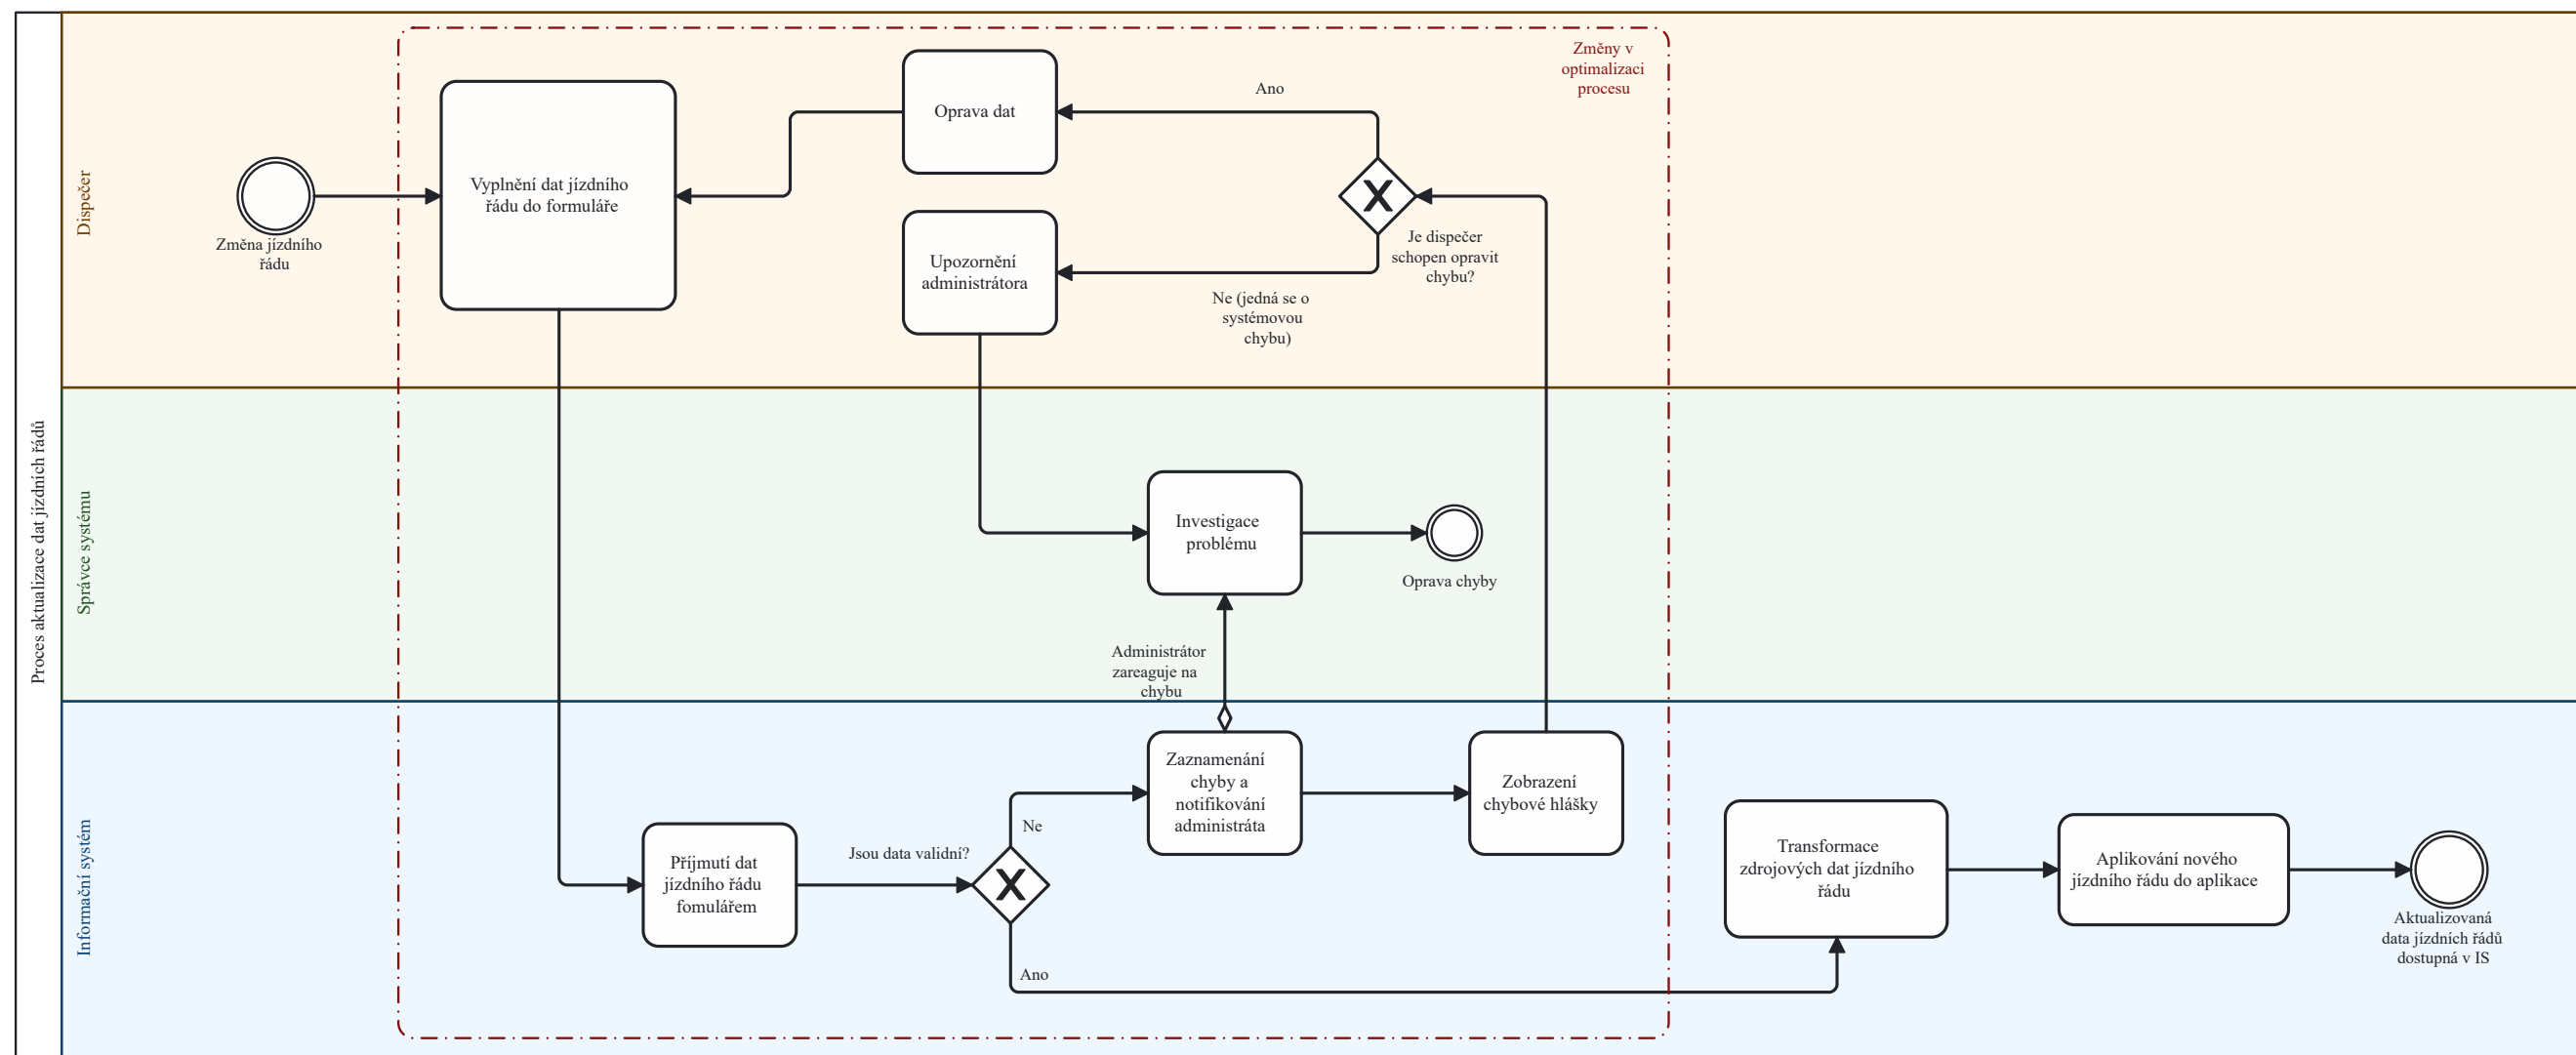 Proces aktualizace dat jízdních řádů
Dispečer
Změna jízdního
řádu
Vyplnění dat jízdního
řádu do formuláře
Oprava dat
Ano
Změny v
optimalizaci
procesu
Upozornění
administrátora
Je dispečer
schopen opravit
chybu?
Ne (jedná se o
systémovou
chybu)
Správce systému
Investigace
problému
Oprava chyby
Administrátor
zareaguje na
chybu
Informační systém
Příjmutí dat
jízdního řádu
fomulářem
Jsou data validní?
Ne
Ano
Zaznamenání
chyby a
notifikování
administráta
Zobrazení
chybové hlášky
Transformace
zdrojových dat jízdního
řádu
Aplikování nového
jízdního řádu do aplikace
Aktualizovaná
data jízdních řádů
dostupná v IS